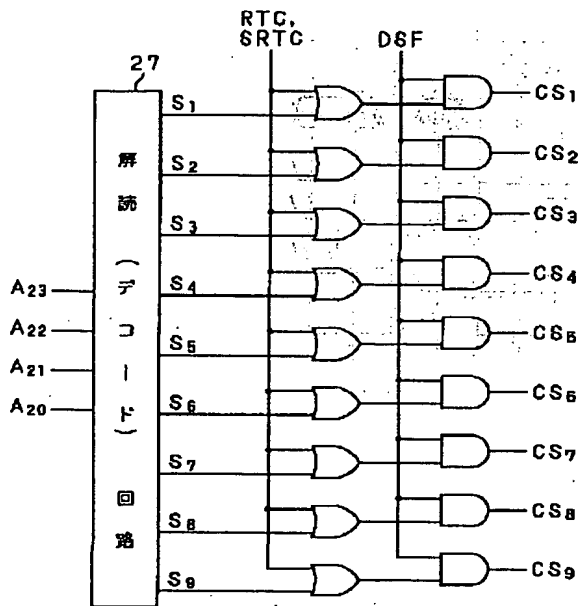 RTC,
SRTC
DSF
27
解読(デコード)回路
A23
A22
A21
A20
S1
S2
S3
S4
S5
S6
S7
S8
S9
CS1
CS2
CS3
CS4
CS5
CS6
CS7
CS8
CS9